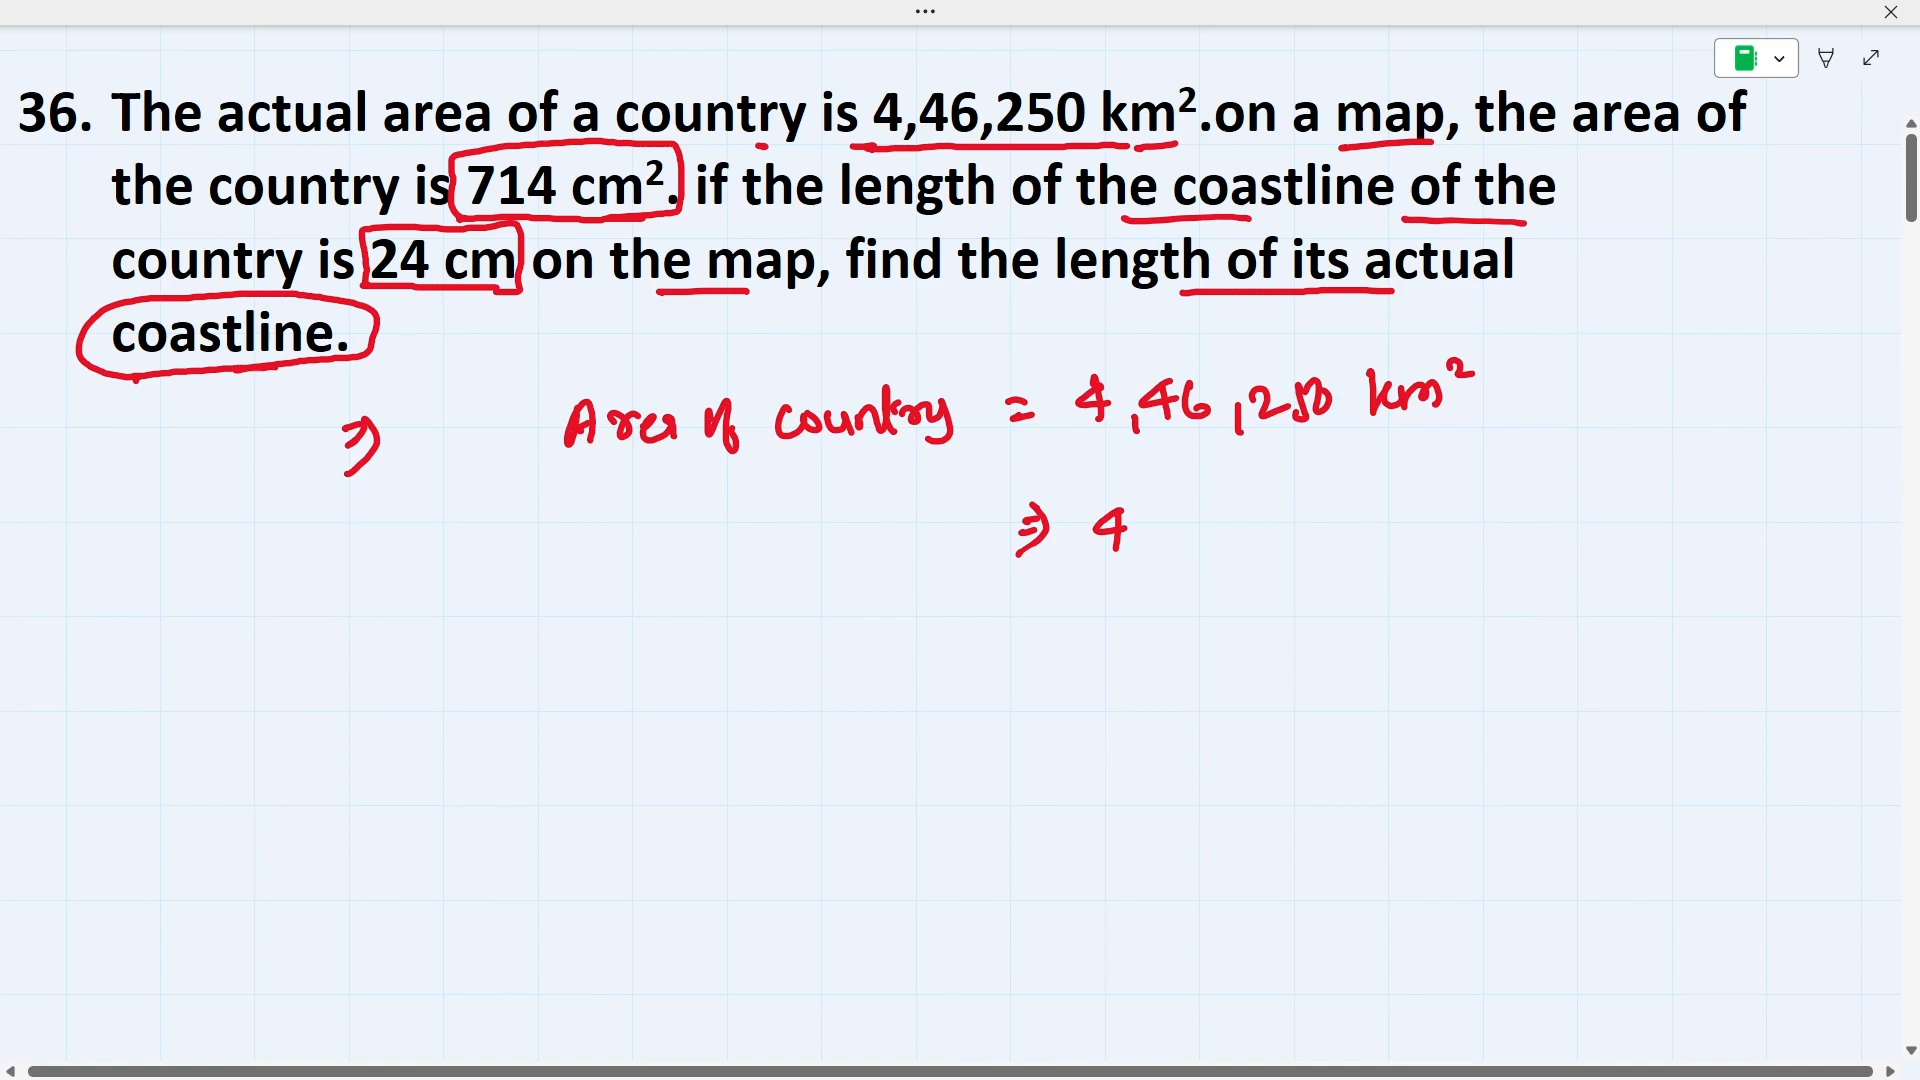 36. The actual area of a country is 4,46,250 km².on a map, the area of
the country is 714 cm². if the length of the coastline of the
country is 24 cm on the map, find the length of its actual
coastline.
⇒ Area of country = 4,46,250 km²
⇒ 4